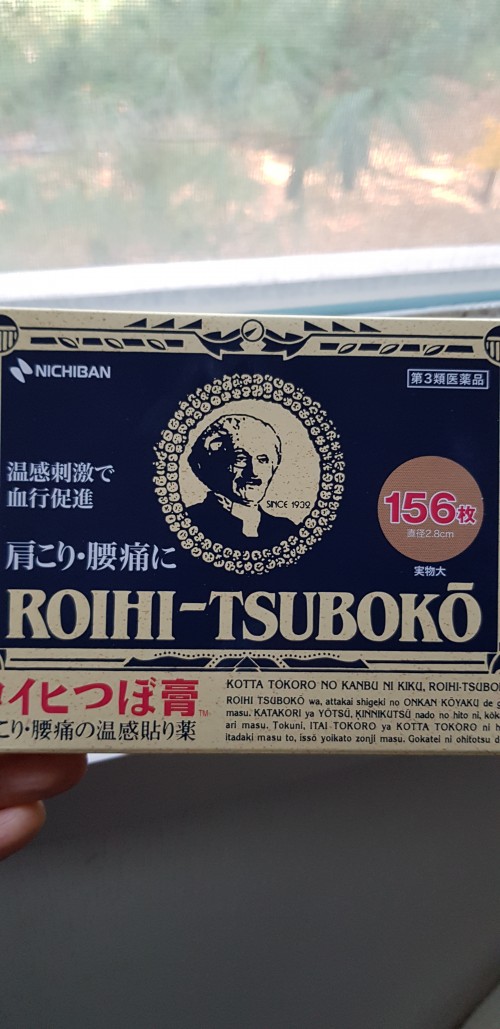 NICHIBAN
第3類医薬品
温感刺激で
血行促進
SINCE 1939
156枚
直径2.8cm
実物大
肩こり・腰痛に
ROIHI-TSUBOKŌ
イヒつぼ膏™
こり・腰痛の温感貼り薬
KOTTA TOKORO NO KANBU NI KIKU, ROIHI-TSUBO
ROIHI TSUBOKŌ wa, attakai shigeki no ONKAN KŌYAKU de
masu. KATAKORI ya YŌTSŪ, KINNIKUTSŪ nado no hito ni,
ari masu. Tokuni, ITAI TOKORO ya KOTTA TOKORO ni
itadaki masu to, issō yoikato zonji masu. Gokatei ni ohitotsu